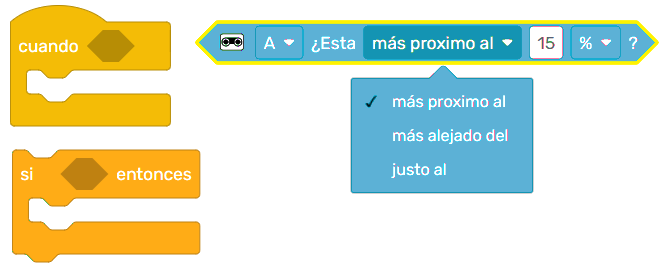 cuando
A ¿Esta más proximo al 15 % ?
más proximo al
más alejado del
justo al
si entonces